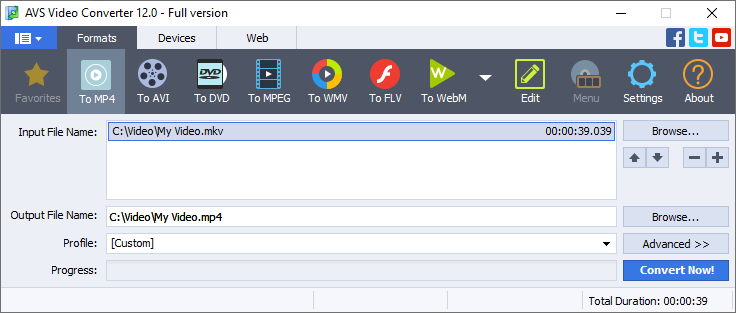 AVS Video Converter 12.0 - Full version
Formats Devices Web
Favorites To MP4 To AVI To DVD To MPEG To WMV To FLV To WebM Edit Menu Settings About
Input File Name: C:\Video\My Video.mkv 00:00:39.039 Browse...
Output File Name: C:\Video\My Video.mp4 Browse...
Profile: [Custom] Advanced >>
Progress: Convert Now!
Total Duration: 00:00:39